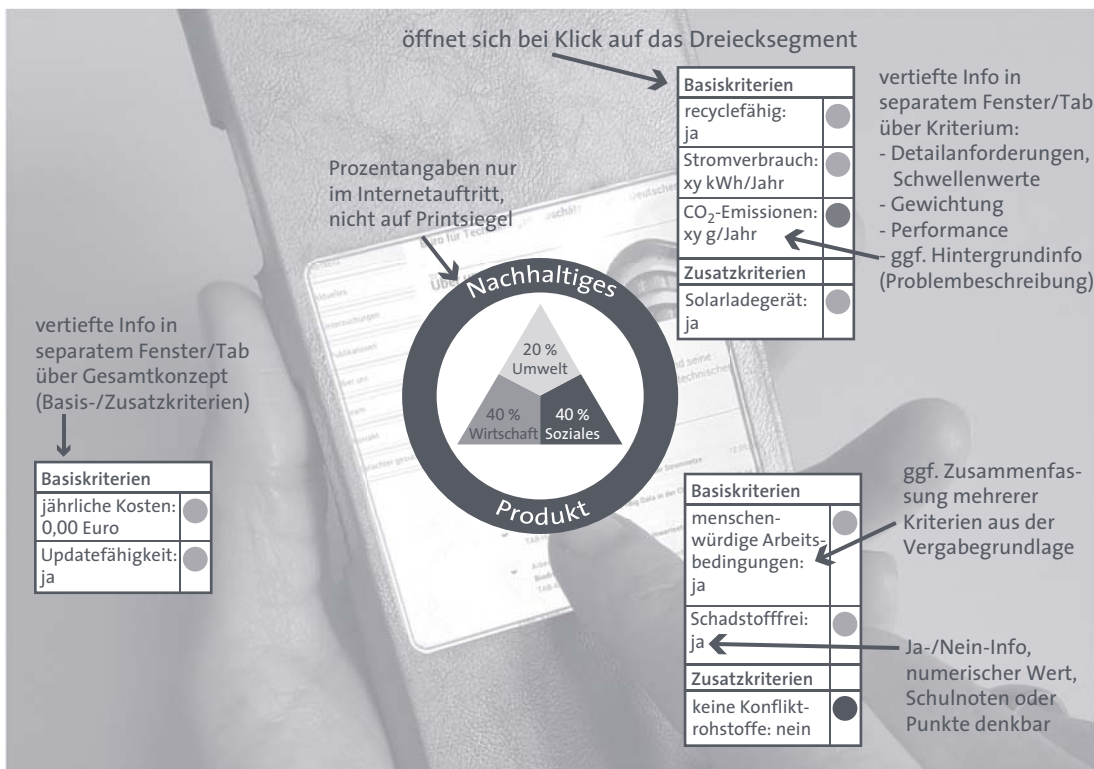 öffnet sich bei Klick auf das Dreiecksegment
Basiskriterien
recyclefähig:
ja
Stromverbrauch:
xy kWh/Jahr
CO₂-Emissionen:
xy g/Jahr
Zusatzkriterien
Solarladegerät:
ja
vertiefte Info in
separatem Fenster/Tab
über Kriterium:
- Detailanforderungen,
Schwellenwerte
- Gewichtung
- Performance
- ggf. Hintergrundinfo
(Problembeschreibung)
Prozentangaben nur
im Internetauftritt,
nicht auf Printsiegel
Nachhaltiges
20 %
Umwelt
40 %
Wirtschaft
40 %
Soziales
Produkt
vertiefte Info in
separatem Fenster/Tab
über Gesamtkonzept
(Basis-/Zusatzkriterien)
Basiskriterien
jährliche Kosten:
0,00 Euro
Updatefähigkeit:
ja
Basiskriterien
menschen-
würdige Arbeits-
bedingungen:
ja
Schadstofffrei:
ja
Zusatzkriterien
keine Konflikt-
rohstoffe: nein
ggf. Zusammenfas-
sung mehrerer
Kriterien aus der
Vergabegrundlage
Ja-/Nein-Info,
numerischer Wert,
Schulnoten oder
Punkte denkbar